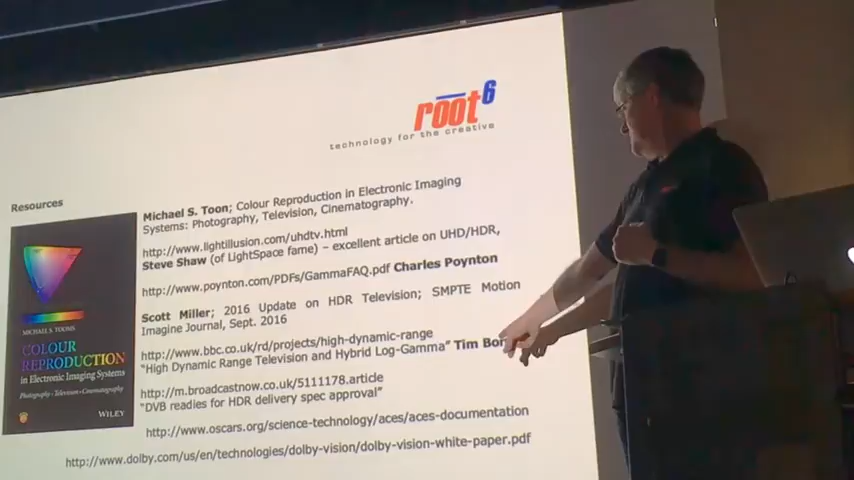 root6
technology for the creative
Resources
Michael S. Toon; Colour Reproduction in Electronic Imaging
Systems: Photography, Television, Cinematography.
http://www.lightillusion.com/uhdtv.html
Steve Shaw (of LightSpace fame) – excellent article on UHD/HDR,
http://www.poynton.com/PDFs/GammaFAQ.pdf Charles Poynton
Scott Miller; 2016 Update on HDR Television; SMPTE Motion
Imagine Journal, Sept. 2016
http://www.bbc.co.uk/rd/projects/high-dynamic-range
“High Dynamic Range Television and Hybrid Log-Gamma” Tim Bor
http://m.broadcastnow.co.uk/5111178.article
“DVB readies for HDR delivery spec approval”
http://www.oscars.org/science-technology/aces/aces-documentation
http://www.dolby.com/us/en/technologies/dolby-vision/dolby-vision-white-paper.pdf
MICHAEL S. TOOMS
COLOUR
REPRODUCTION
in Electronic Imaging Systems
Photography • Television • Cinematography
WILEY